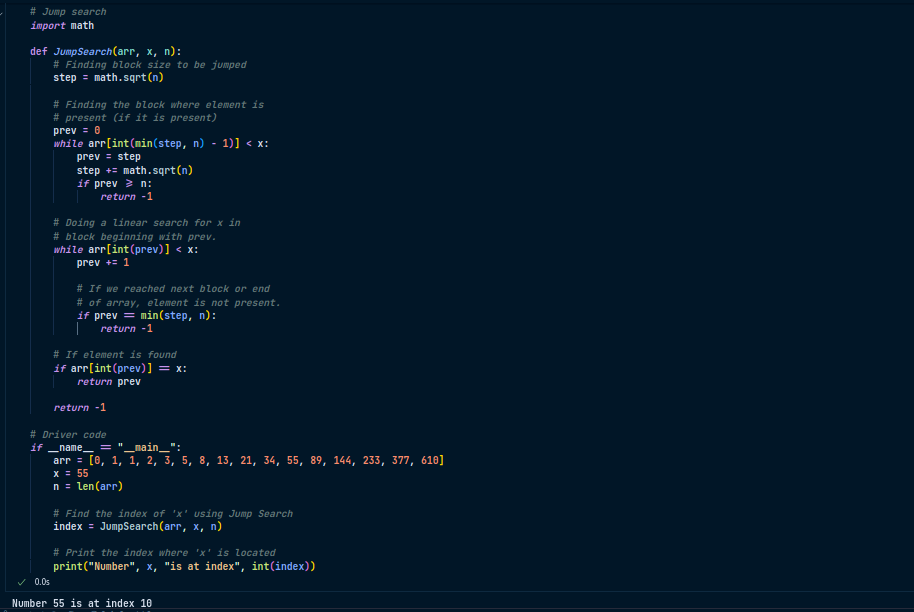 # Jump search
import math

def JumpSearch(arr, x, n):
    # Finding block size to be jumped
    step = math.sqrt(n)

    # Finding the block where element is
    # present (if it is present)
    prev = 0
    while arr[int(min(step, n) - 1)] < x:
        prev = step
        step += math.sqrt(n)
        if prev >= n:
            return -1

    # Doing a linear search for x in
    # block beginning with prev.
    while arr[int(prev)] < x:
        prev += 1

        # If we reached next block or end
        # of array, element is not present.
        if prev == min(step, n):
            return -1

    # If element is found
    if arr[int(prev)] == x:
        return prev

    return -1

# Driver code
if __name__ == "__main__":
    arr = [0, 1, 1, 2, 3, 5, 8, 13, 21, 34, 55, 89, 144, 233, 377, 610]
    x = 55
    n = len(arr)

    # Find the index of 'x' using Jump Search
    index = JumpSearch(arr, x, n)

    # Print the index where 'x' is located
    print("Number", x, "is at index", int(index))
✓ 0.0s
Number 55 is at index 10